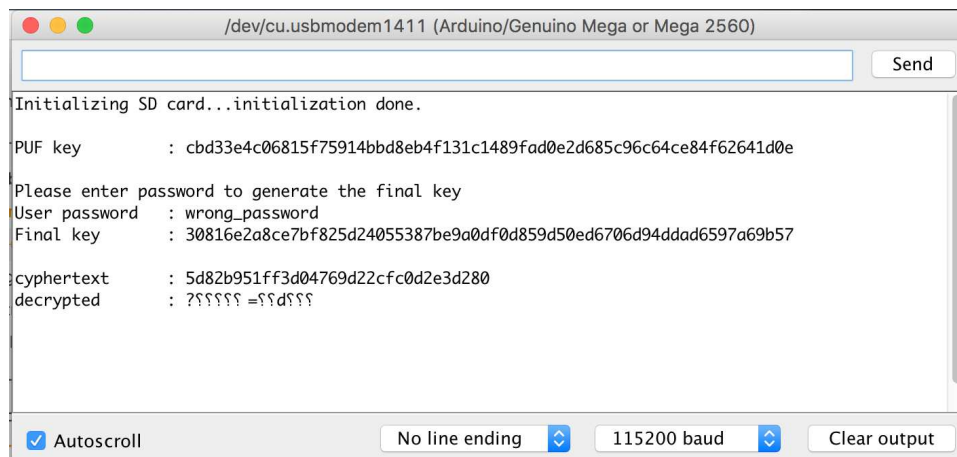 /dev/cu.usbmodem1411 (Arduino/Genuino Mega or Mega 2560)
Send
Initializing SD card...initialization done.
PUF key : cbd33e4c06815f75914bbd8eb4f131c1489fad0e2d685c96c64ce84f62641d0e
Please enter password to generate the final key
User password : wrong_password
Final key : 30816e2a8ce7bf825d24055387be9a0df0d859d50ed6706d94ddad6597a69b57
cyphertext : 5d82b951ff3d04769d22cfc0d2e3d280
decrypted : ?⸮⸮⸮⸮⸮ =⸮⸮d⸮⸮⸮
Autoscroll
No line ending
115200 baud
Clear output